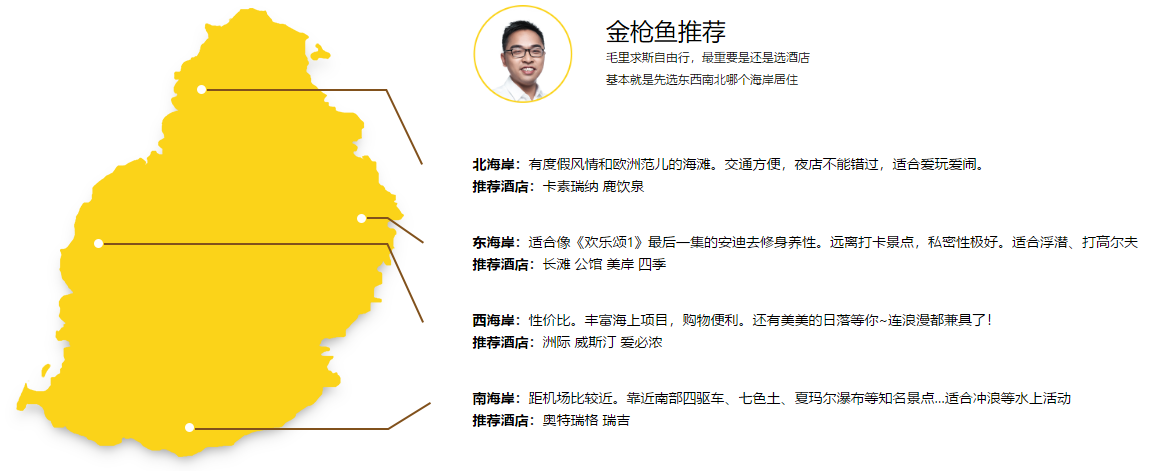 金枪鱼推荐
毛里求斯自由行，最重要是还是选酒店
基本就是先选东西南北哪个海岸居住
北海岸：有度假风情和欧洲范儿的海滩。交通方便，夜店不能错过，适合爱玩爱闹。
推荐酒店：卡素瑞纳 鹿饮泉
东海岸：适合像《欢乐颂1》最后一集的安迪去修身养性。远离打卡景点，私密性极好。适合浮潜、打高尔夫
推荐酒店：长滩 公馆 美岸 四季
西海岸：性价比。丰富海上项目，购物便利。还有美美的日落等你~连浪漫都兼具了！
推荐酒店：洲际 威斯汀 爱必浓
南海岸：距机场比较近。靠近南部四驱车、七色土、夏玛尔瀑布等知名景点...适合冲浪等水上活动
推荐酒店：奥特瑞格 瑞吉